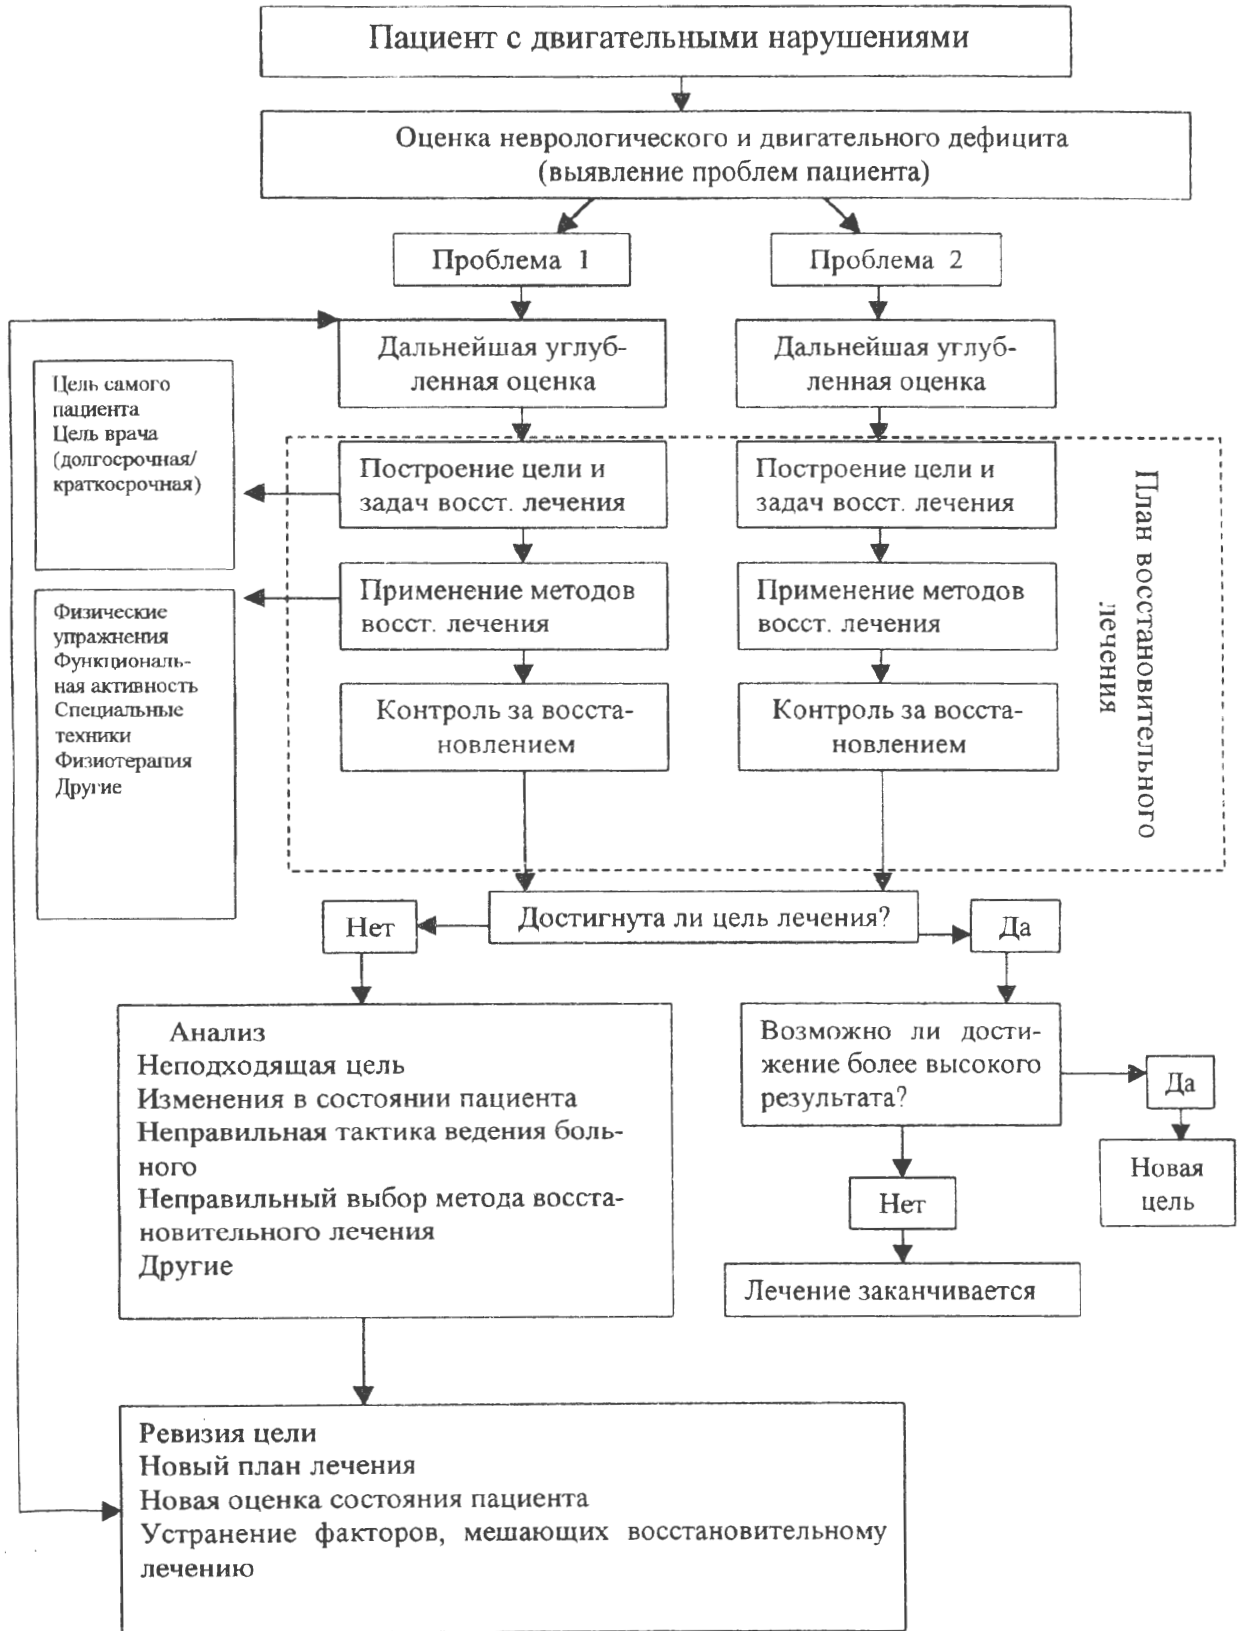 Пациент с двигательными нарушениями
Оценка неврологического и двигательного дефицита
(выявление проблем пациента)
Проблема 1
Проблема 2
Дальнейшая углуб-
ленная оценка
Дальнейшая углуб-
ленная оценка
Цель самого
пациента
Цель врача
(долгосрочная/
краткосрочная)
Построение цели и
задач восст. лечения
Построение цели и
задач восст. лечения
План восстановительного
лечения
Физические
упражнения
Функциональ-
ная активность
Специальные
техники
Физиотерапия
Другие
Применение методов
восст. лечения
Применение методов
восст. лечения
Контроль за восста-
новлением
Контроль за восста-
новлением
Достигнута ли цель лечения?
Нет
Да
Анализ
Неподходящая цель
Изменения в состоянии пациента
Неправильная тактика ведения боль-
ного
Неправильный выбор метода восста-
новительного лечения
Другие
Возможно ли дости-
жение более высокого
результата?
Да
Новая
цель
Нет
Лечение заканчивается
Ревизия цели
Новый план лечения
Новая оценка состояния пациента
Устранение факторов, мешающих восстановительному
лечению